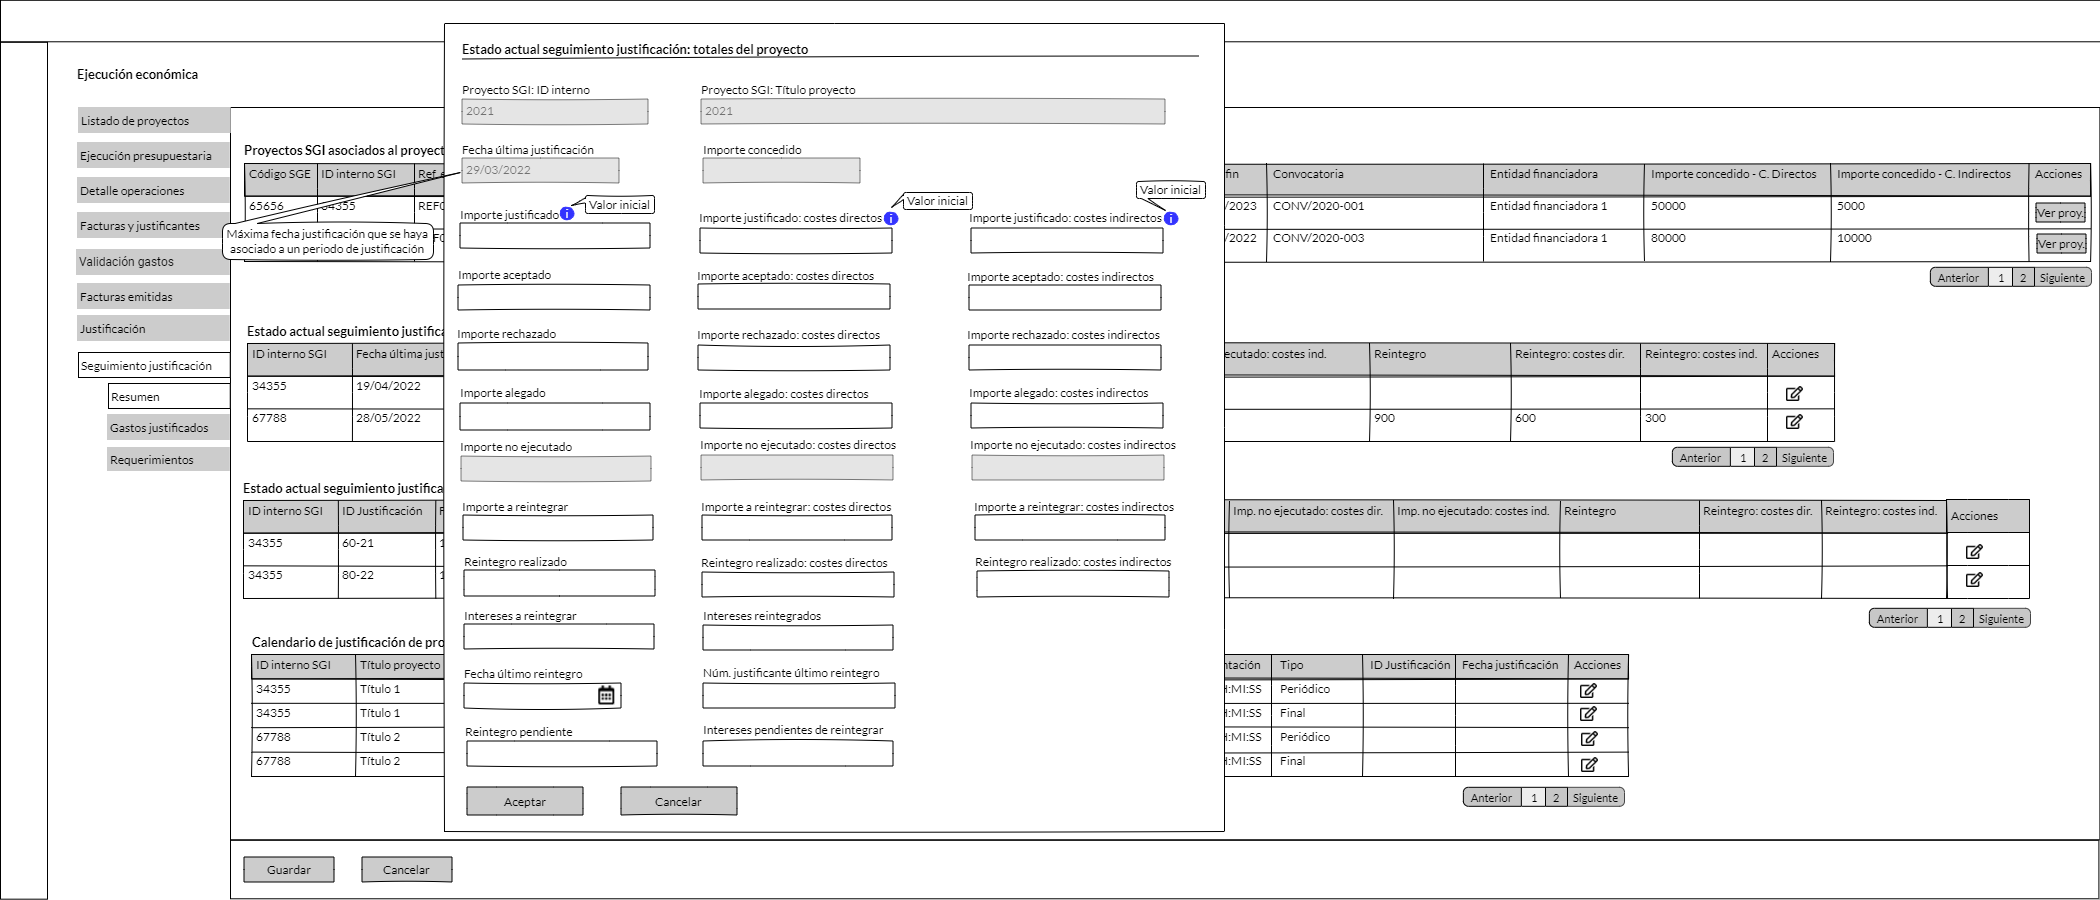 Ejecución económica
Listado de proyectos
Ejecución presupuestaria
Detalle operaciones
Facturas y justificantes
Validación gastos
Facturas emitidas
Justificación
Seguimiento justificación
Resumen
Gastos justificados
Requerimientos
Estado actual seguimiento justificación: totales del proyecto
Proyecto SGI: ID interno
Proyecto SGI: Título proyecto
2021
2021
Fecha última justificación
Importe concedido
29/03/2022
Máxima fecha justificación que se haya
asociado a un periodo de justificación
Valor inicial
Valor inicial
Valor inicial
Importe justificado
Importe justificado: costes directos
Importe justificado: costes indirectos
Importe aceptado
Importe aceptado: costes directos
Importe aceptado: costes indirectos
Importe rechazado
Importe rechazado: costes directos
Importe rechazado: costes indirectos
Importe alegado
Importe alegado: costes directos
Importe alegado: costes indirectos
Importe no ejecutado
Importe no ejecutado: costes directos
Importe no ejecutado: costes indirectos
Importe a reintegrar
Importe a reintegrar: costes directos
Importe a reintegrar: costes indirectos
Reintegro realizado
Reintegro realizado: costes directos
Reintegro realizado: costes indirectos
Intereses a reintegrar
Intereses reintegrados
Fecha último reintegro
Núm. justificante último reintegro
Reintegro pendiente
Intereses pendientes de reintegrar
Aceptar
Cancelar
Proyectos SGI asociados al proyect
Código SGE ID interno SGI Ref. fin Convocatoria Entidad financiadora Importe concedido - C. Directos Importe concedido - C. Indirectos Acciones
65656 34355 REF /2023 CONV/2020-001 Entidad financiadora 1 50000 5000 Ver proy.
/2022 CONV/2020-003 Entidad financiadora 1 80000 10000 Ver proy.
Anterior 1 2 Siguiente
Estado actual seguimiento justifica
ID interno SGI Fecha última just ecutado: costes ind. Reintegro Reintegro: costes dir. Reintegro: costes ind. Acciones
34355 19/04/2022
67788 28/05/2022 900 600 300
Anterior 1 2 Siguiente
Estado actual seguimiento justifica
ID interno SGI ID Justificación F Imp. no ejecutado: costes dir. Imp. no ejecutado: costes ind. Reintegro Reintegro: costes dir. Reintegro: costes ind. Acciones
34355 60-21 1
34355 80-22 1
Anterior 1 2 Siguiente
Calendario de justificación de pro
ID interno SGI Título proyecto ntación Tipo ID Justificación Fecha justificación Acciones
34355 Título 1 :MI:SS Periódico
34355 Título 1 :MI:SS Final
67788 Título 2 :MI:SS Periódico
67788 Título 2 :MI:SS Final
Anterior 1 2 Siguiente
Guardar
Cancelar